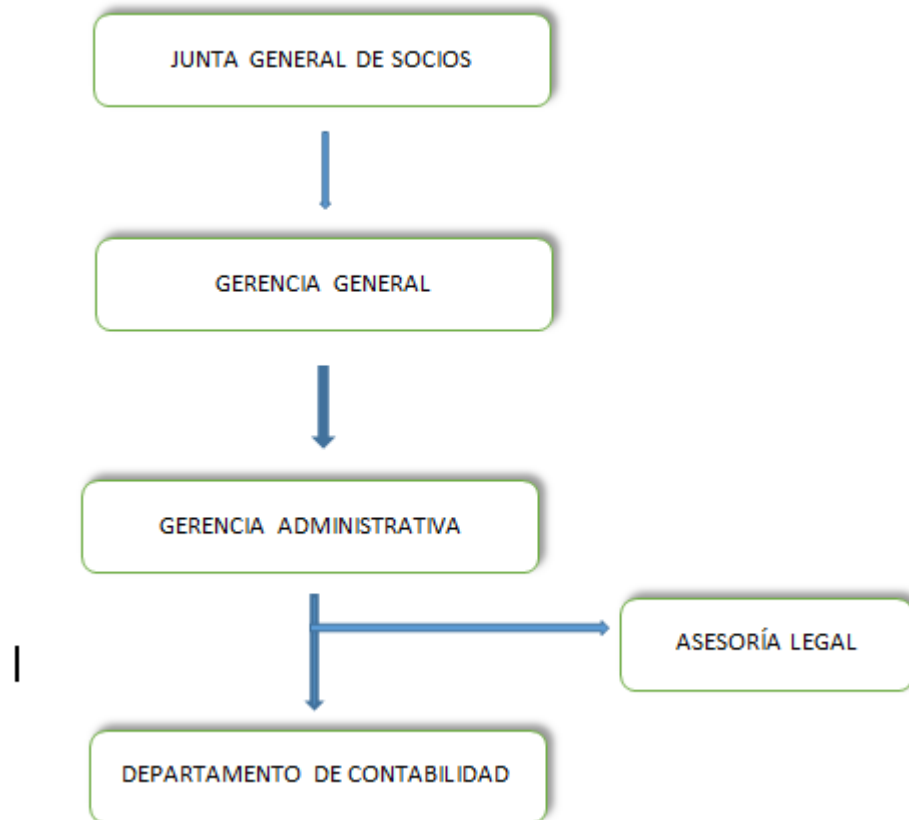 JUNTA GENERAL DE SOCIOS
GERENCIA GENERAL
GERENCIA ADMINISTRATIVA
ASESORÍA LEGAL
DEPARTAMENTO DE CONTABILIDAD